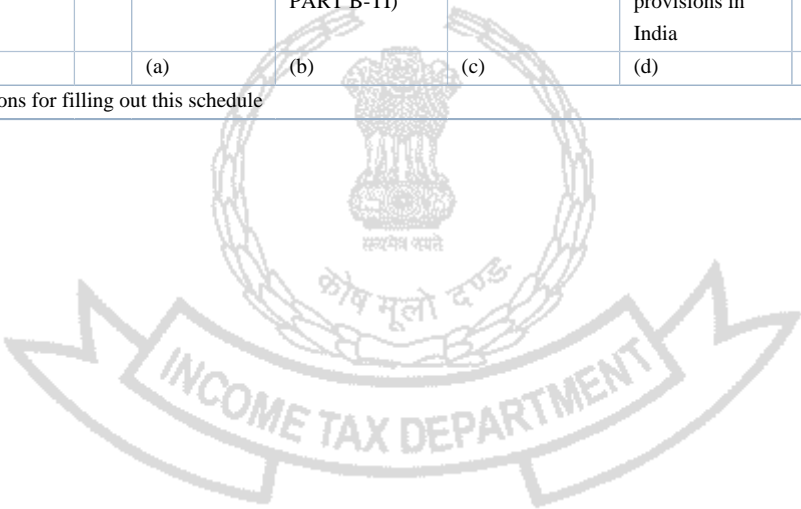 PART B-TI)
provisions in
India
(a) (b) (c) (d)
ons for filling out this schedule
सत्यमेव जयते
कोष मूलो दण्ड
INCOME TAX DEPARTMENT